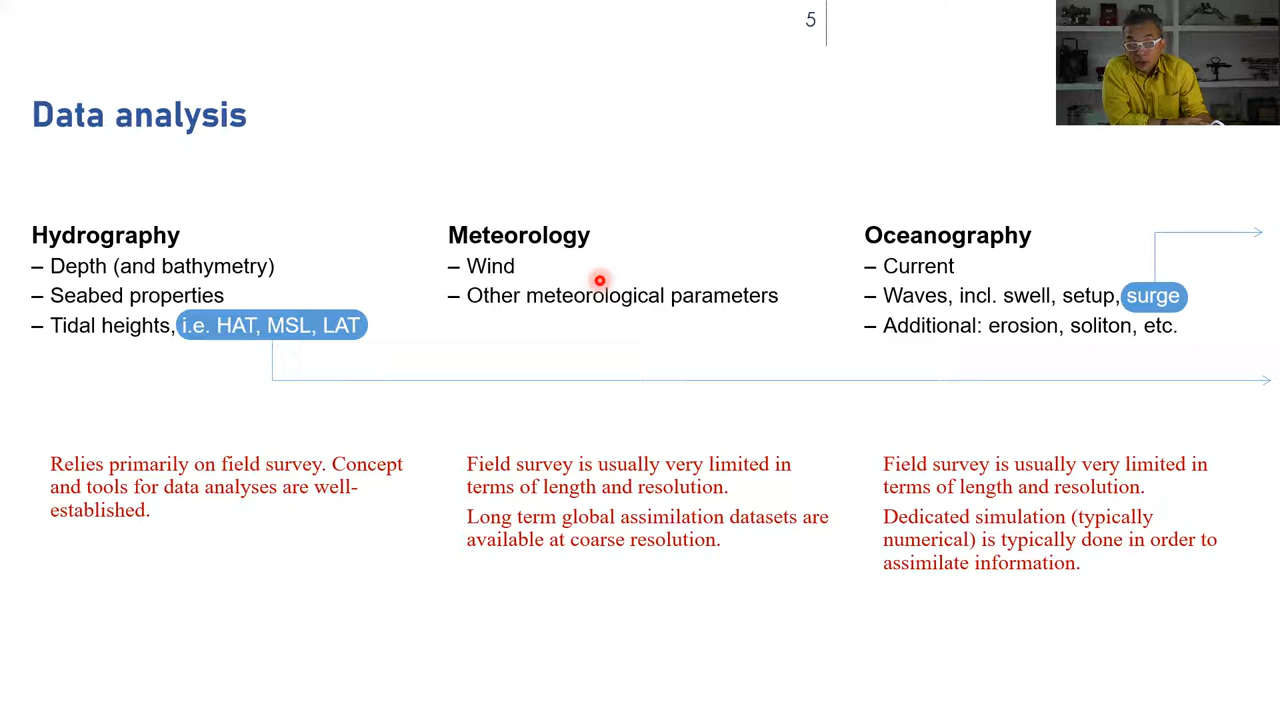 5
Data analysis
Hydrography
– Depth (and bathymetry)
– Seabed properties
– Tidal heights, i.e. HAT, MSL, LAT
Relies primarily on field survey. Concept
and tools for data analyses are well-
established.
Meteorology
– Wind
– Other meteorological parameters
Field survey is usually very limited in
terms of length and resolution.
Long term global assimilation datasets are
available at coarse resolution.
Oceanography
– Current
– Waves, incl. swell, setup, surge
– Additional: erosion, soliton, etc.
Field survey is usually very limited in
terms of length and resolution.
Dedicated simulation (typically
numerical) is typically done in order to
assimilate information.